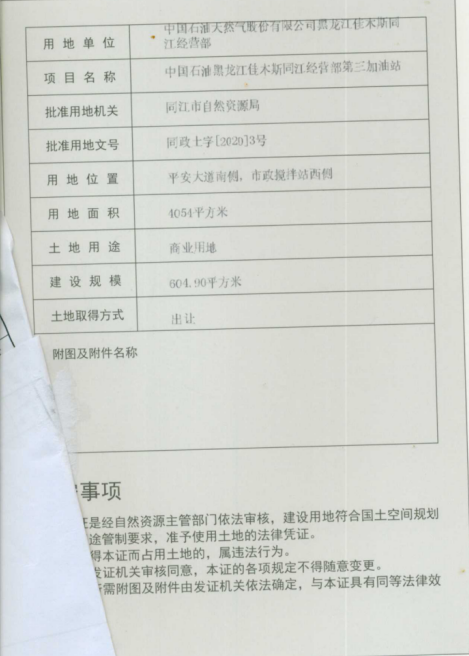 用地单位
中国石油天然气股份有限公司黑龙江佳木斯同
江经营部
项目名称
中国石油黑龙江佳木斯同江经营部第三加油站
批准用地机关
同江市自然资源局
批准用地文号
同政土字[2020]3号
用地位置
平安大道南侧，市政搅拌站西侧
用地面积
4054平方米
土地用途
商业用地
建设规模
604.90平方米
土地取得方式
出让
附图及附件名称
事项
证是经自然资源主管部门依法审核，建设用地符合国土空间规划
途管制要求，准予使用土地的法律凭证。
得本证而占用土地的，属违法行为。
发证机关审核同意，本证的各项规定不得随意变更。
需附图及附件由发证机关依法确定，与本证具有同等法律效